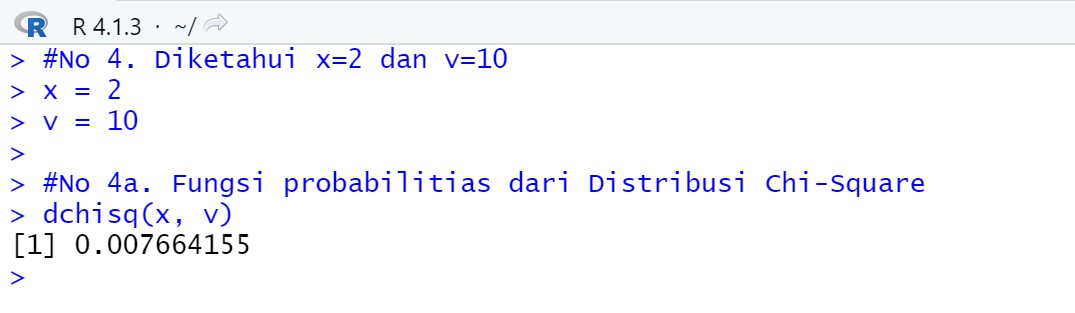 R R 4.1.3 · ~/
> #No 4. Diketahui x=2 dan v=10
> x = 2
> v = 10
>
> #No 4a. Fungsi probabilitias dari Distribusi Chi-Square
> dchisq(x, v)
[1] 0.007664155
>